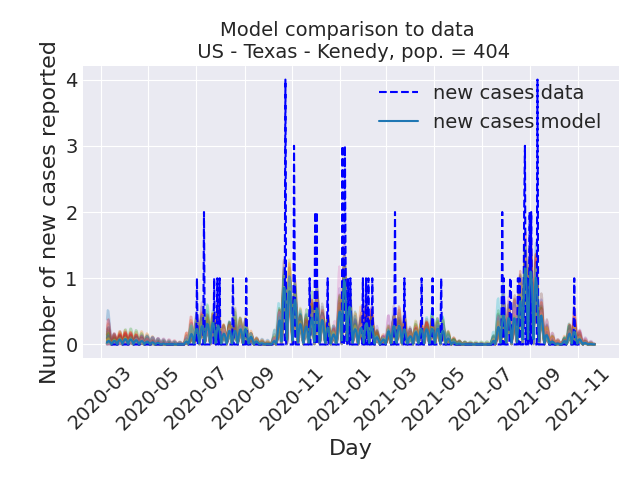 Model comparison to data
US - Texas - Kenedy, pop. = 404
Number of new cases reported
4
3
2
1
0
new cases data
new cases model
2020-03
2020-05
2020-07
2020-09
2020-11
2021-01
2021-03
2021-05
2021-07
2021-09
2021-11
Day